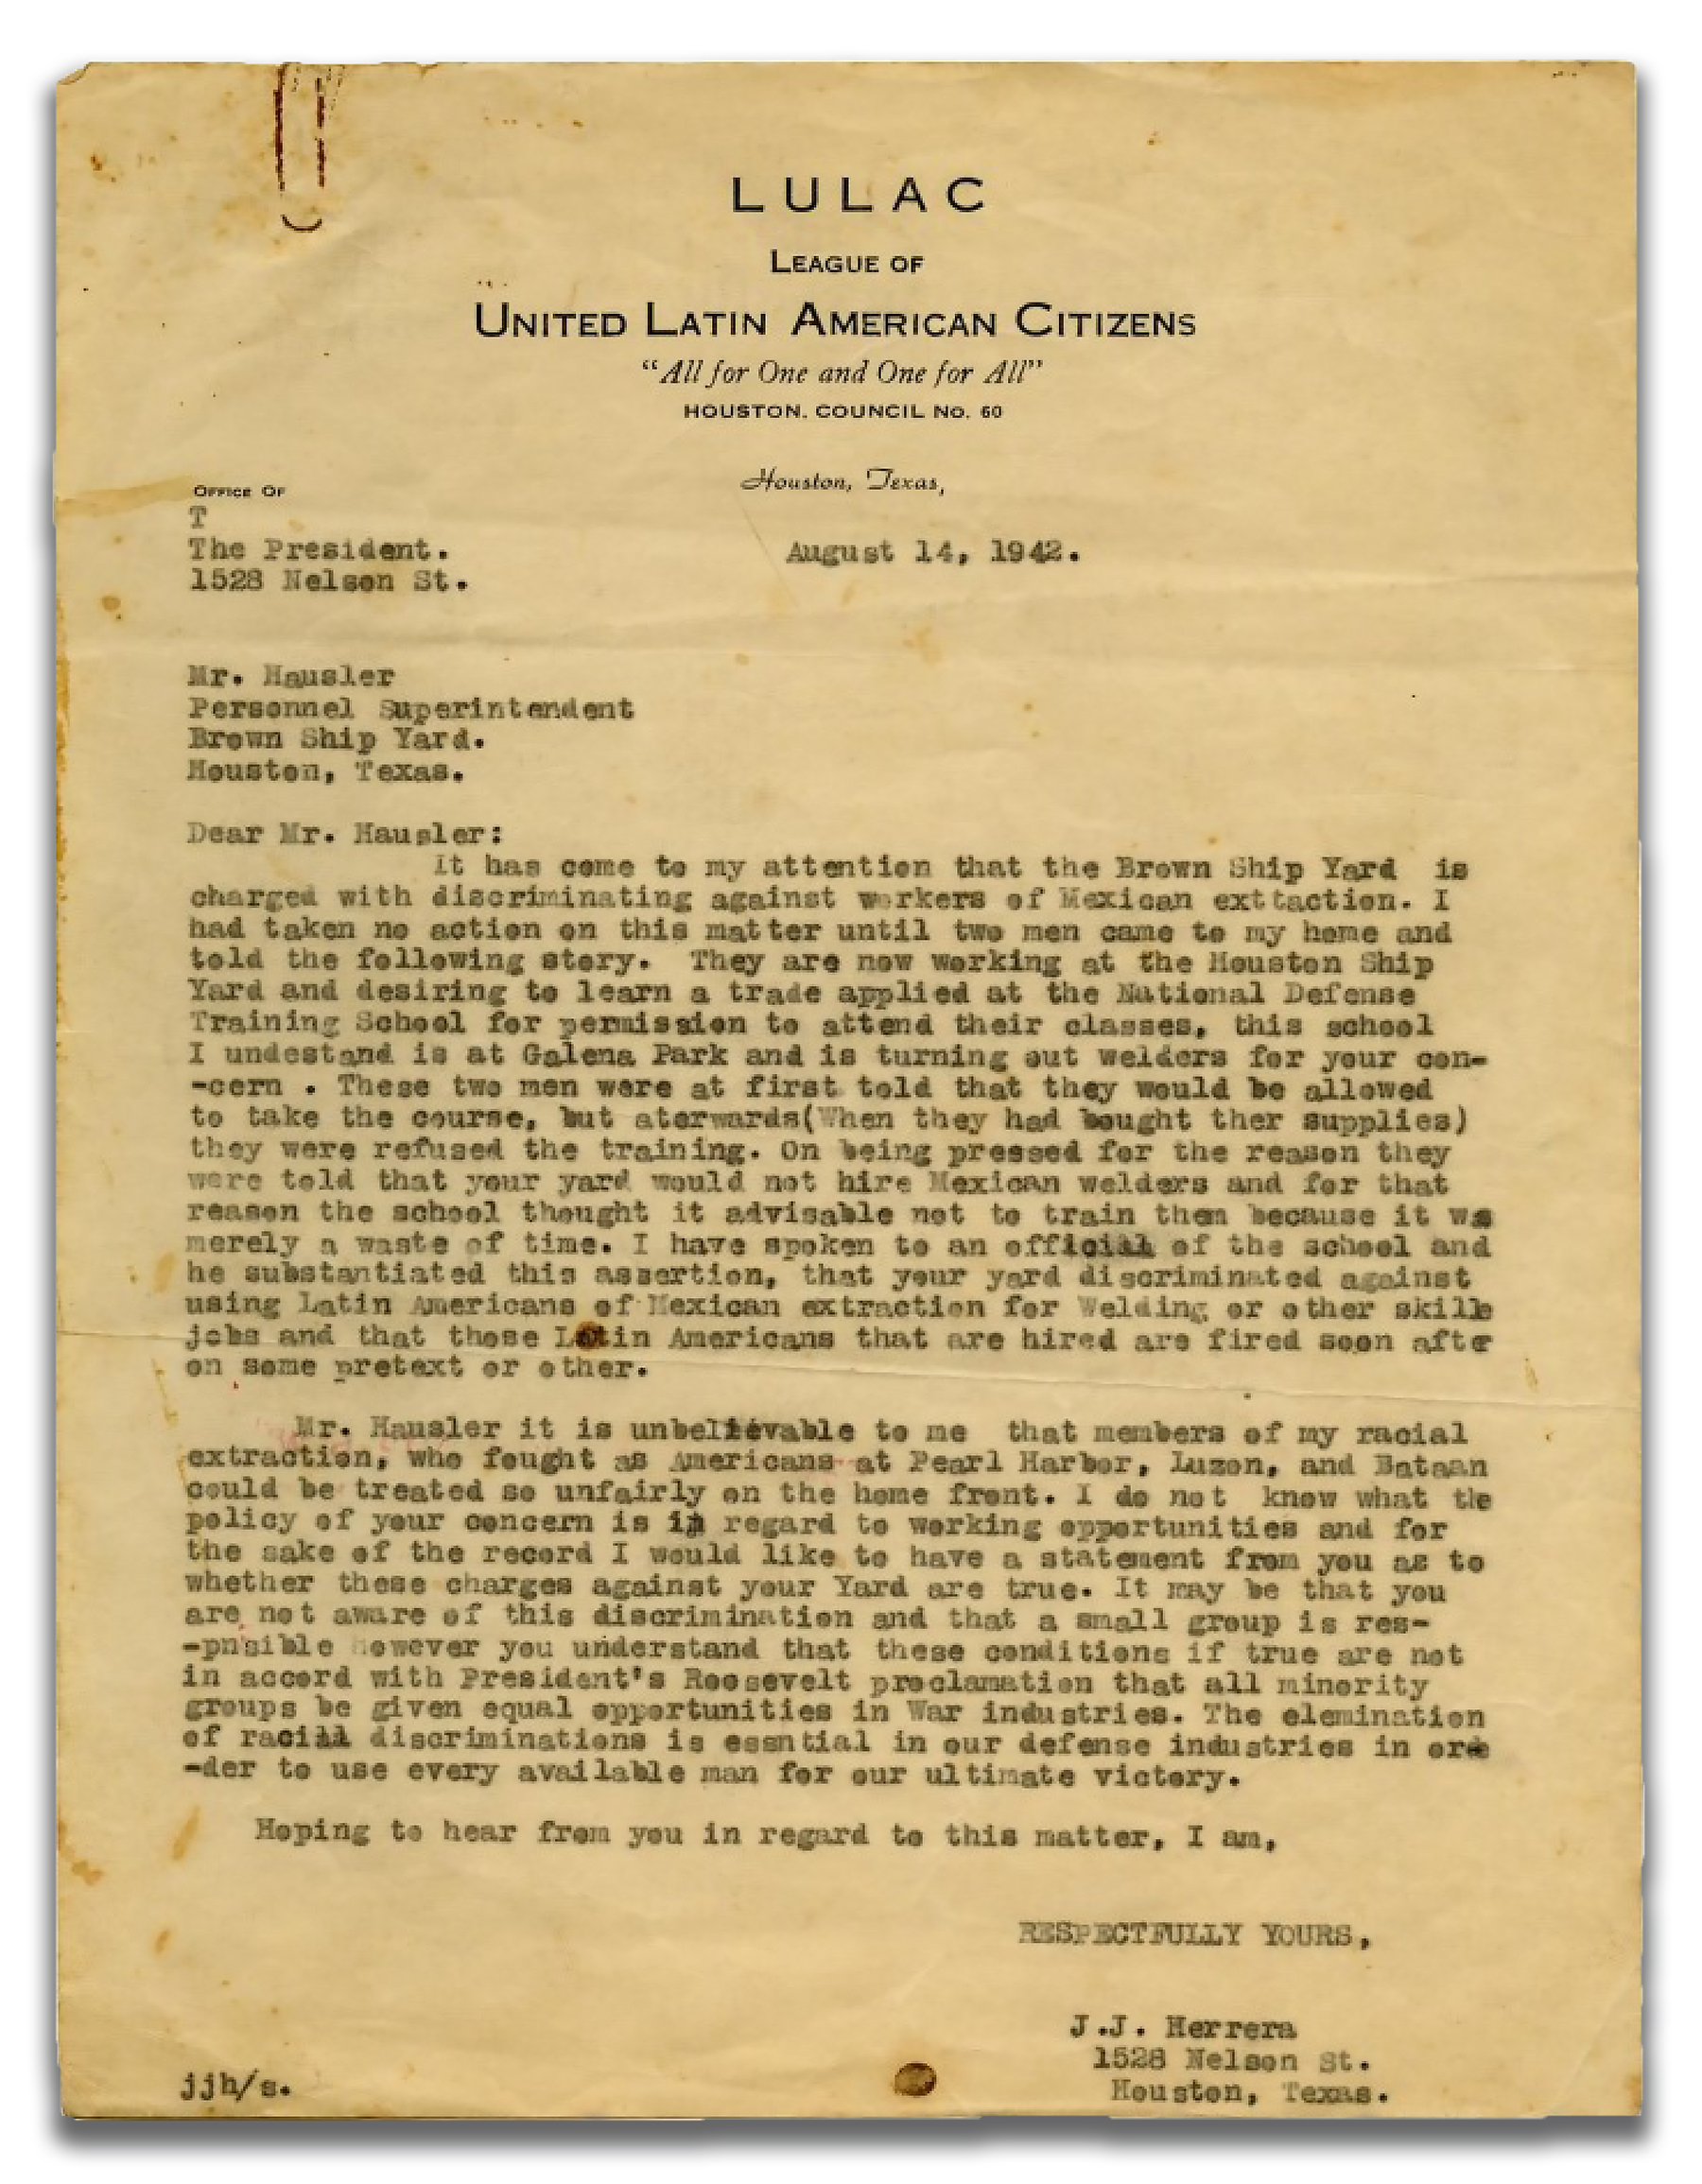 LULAC
LEAGUE OF
UNITED LATIN AMERICAN CITIZENS
"All for One and One for All"
HOUSTON. COUNCIL No. 60
Houston, Texas,
OFFICE OF
T
The President.
August 14, 1942.
1528 Nelson St.
Mr. Hausler
Personnel Superintendent
Brown Ship Yard.
Houston, Texas.
Dear Mr. Hausler:
It has come to my attention that the Brown Ship Yard is
charged with discriminating against workers of Mexican exttaction. I
had taken no action on this matter until two men came to my home and
told the following story. They are now working at the Houston Ship
Yard and desiring to learn a trade applied at the National Defense
Training School for permission to attend their classes, this school
I undestand is at Galena Park and is turning out welders for your con-
-cern . These two men were at first told that they would be allowed
to take the course, but aterwards(When they had bought ther supplies)
they were refused the training. On being pressed for the reason they
were told that your yard would not hire Mexican welders and for that
reason the school thought it advisable not to train them because it was
merely a waste of time. I have spoken to an official of the school and
he substantiated this assertion, that your yard discriminated against
using Latin Americans of Mexican extraction for Welding or other skille
jobs and that those Latin Americans that are hired are fired soon after
on some pretext or other.
Mr. Hausler it is unbelievable to me that members of my racial
extraction, who fought as Americans at Pearl Harbor, Luzon, and Bataan
could be treated so unfairly on the home front. I do not know what the
policy of your concern is in regard to working opportunities and for
the sake of the record I would like to have a statement from you as to
whether these charges against your Yard are true. It may be that you
are not aware of this discrimination and that a small group is res-
-pnsible however you understand that these conditions if true are not
in accord with President's Roosevelt proclamation that all minority
groups be given equal opportunities in War industries. The elemination
of racial discriminations is essntial in our defense industries in or-
-der to use every available man for our ultimate victory.
Hoping to hear from you in regard to this matter, I am,
RESPECTFULLY YOURS,
J.J. Herrera
1528 Nelson St.
Houston, Texas.
jjh/s.